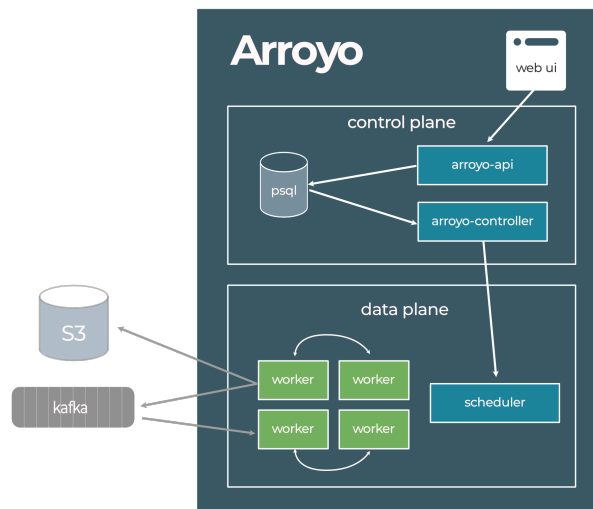 Arroyo
web ui
control plane
arroyo-api
psql
arroyo-controller
data plane
S3
worker
worker
scheduler
kafka
worker
worker